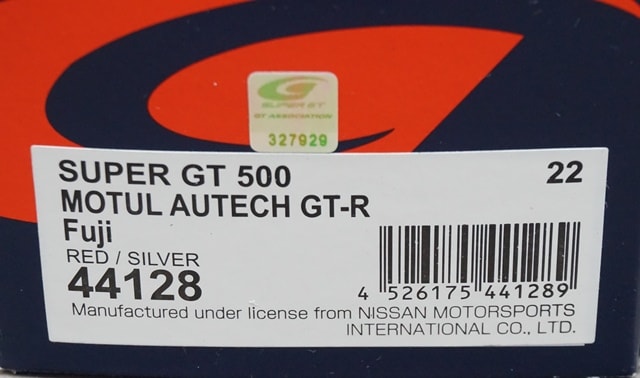 SUPER GT
GT ASSOCIATION
327929
SUPER GT 500 22
MOTUL AUTECH GT-R
Fuji
RED / SILVER
44128
4 526175 441289
Manufactured under license from NISSAN MOTORSPORTS
INTERNATIONAL CO., LTD.